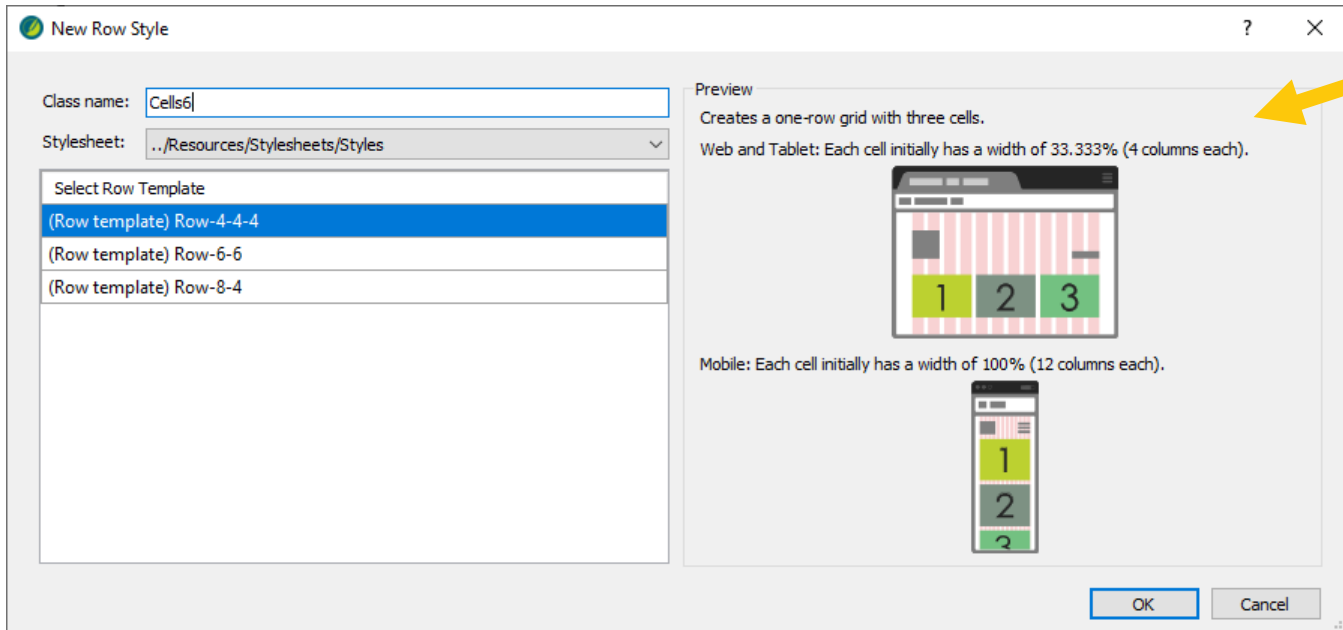 New Row Style
?
Class name: Cells6
Stylesheet: ../Resources/Stylesheets/Styles
Select Row Template
(Row template) Row-4-4-4
(Row template) Row-6-6
(Row template) Row-8-4
Preview
Creates a one-row grid with three cells.
Web and Tablet: Each cell initially has a width of 33.333% (4 columns each).
1 2 3
Mobile: Each cell initially has a width of 100% (12 columns each).
1
2
3
OK Cancel